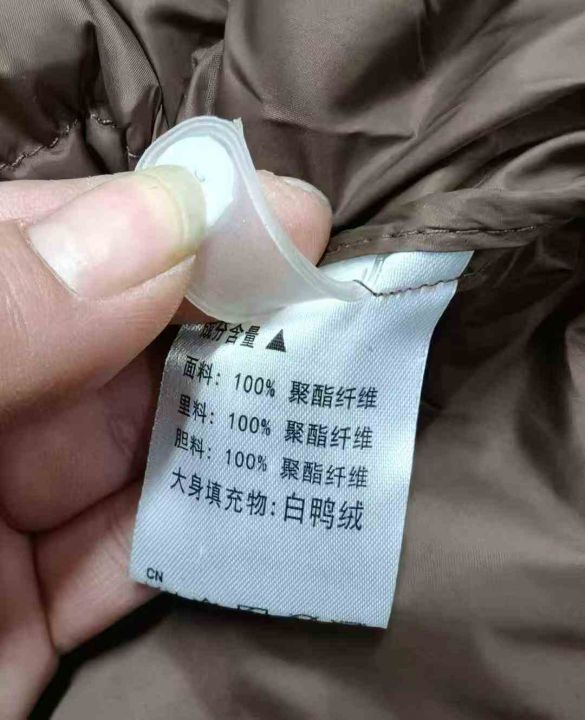 成分含量▲
面料: 100% 聚酯纤维
里料: 100% 聚酯纤维
胆料: 100% 聚酯纤维
大身填充物: 白鸭绒
CN